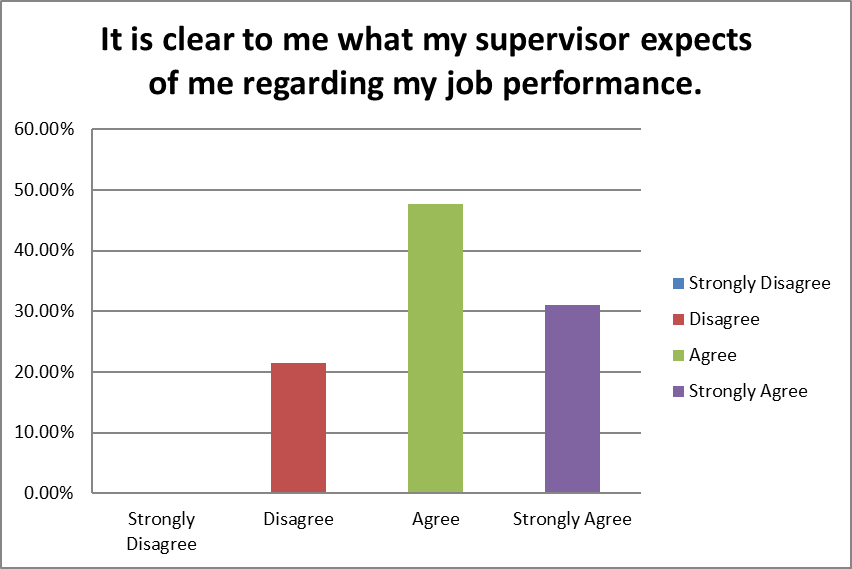 It is clear to me what my supervisor expects
of me regarding my job performance.
60.00%
50.00%
40.00%
30.00%
20.00%
10.00%
0.00%
Strongly
Disagree
Disagree
Agree
Strongly Agree
Strongly Disagree
Disagree
Agree
Strongly Agree